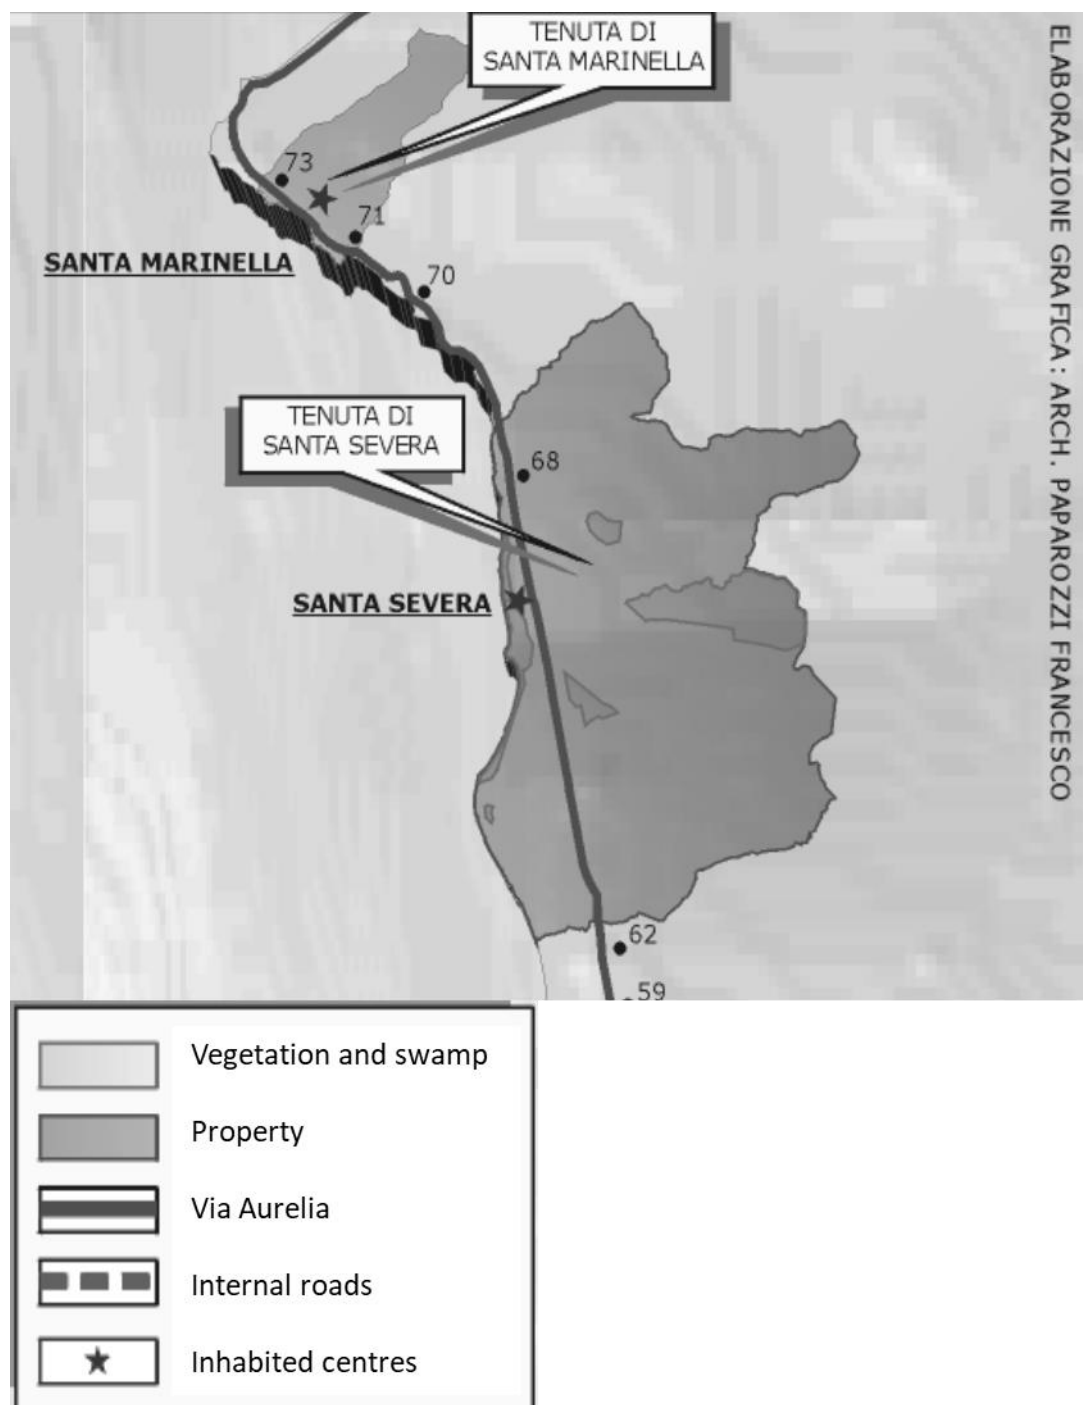 TENUTA DI
SANTA MARINELLA
ELABORAZIONE GRAFICA: ARCH. PAPAROZZI FRANCESCO
73
71
SANTA MARINELLA
70
TENUTA DI
SANTA SEVERA
68
SANTA SEVERA
62
59
Vegetation and swamp
Property
Via Aurelia
Internal roads
Inhabited centres